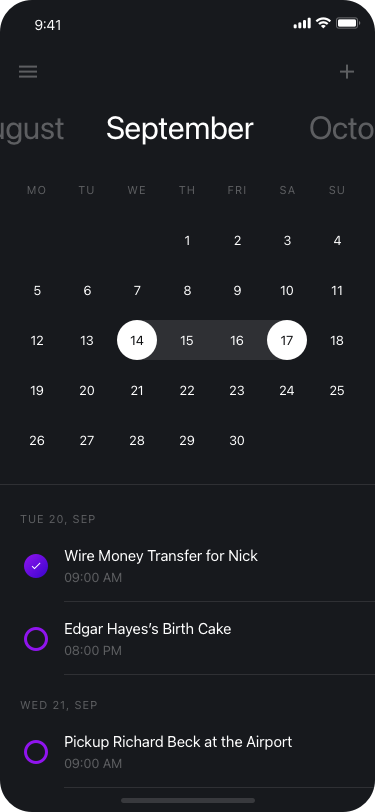 9:41
ugust September Octo
MO TU WE TH FRI SA SU
1 2 3 4
5 6 7 8 9 10 11
12 13 14 15 16 17 18
19 20 21 22 23 24 25
26 27 28 29 30
TUE 20, SEP
Wire Money Transfer for Nick
09:00 AM
Edgar Hayes’s Birth Cake
08:00 PM
WED 21, SEP
Pickup Richard Beck at the Airport
09:00 AM